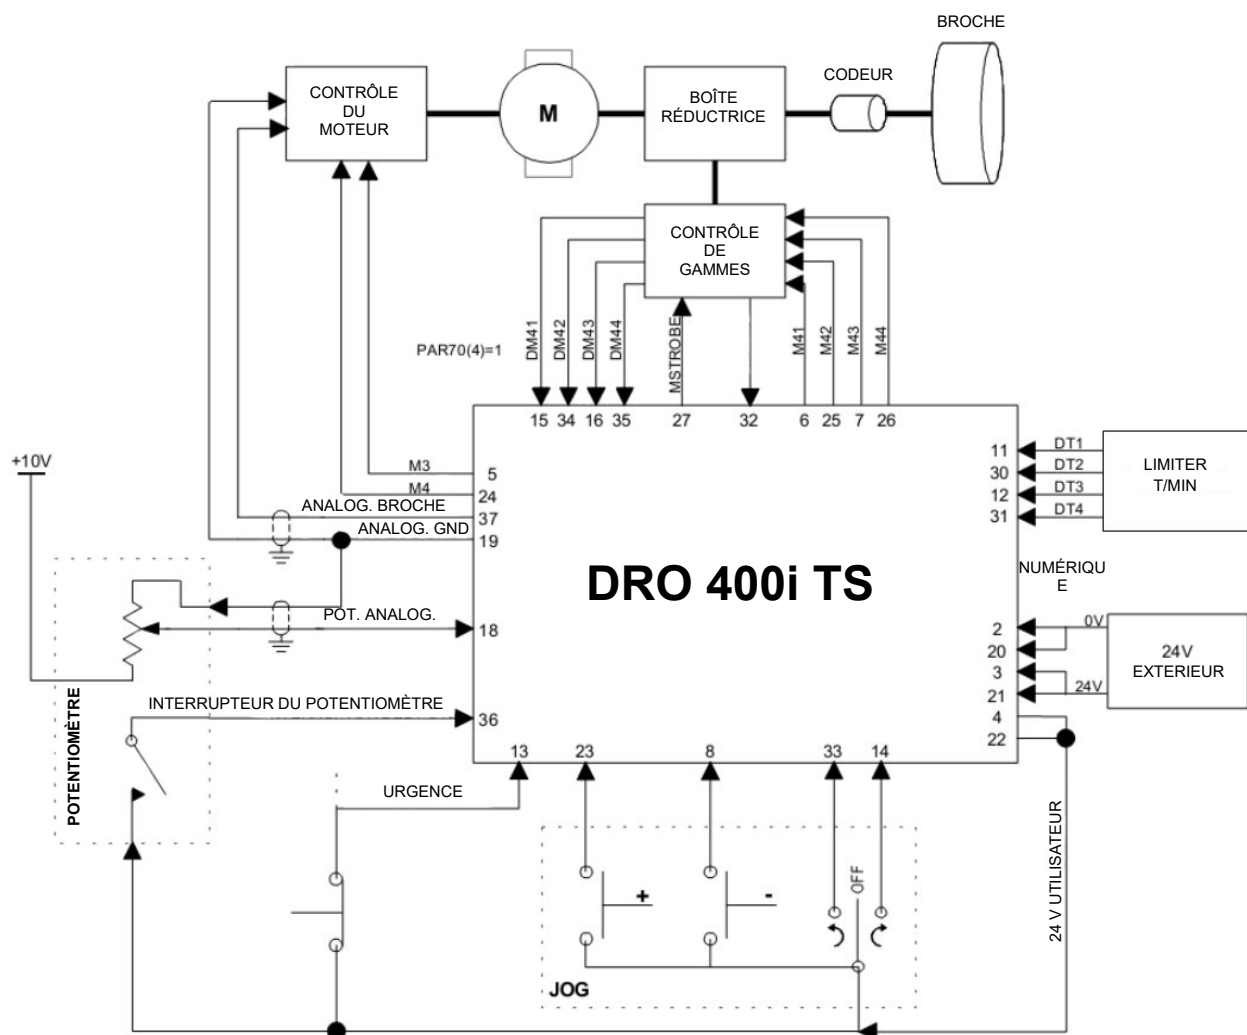 BROCHE
CODEUR
CONTRÔLE
DU
MOTEUR
M
BOÎTE
RÉDUCTRICE
CONTRÔLE
DE
GAMMES
PAR70(4)=1
DM41
DM42
DM43
DM44
MSTROBE
M41
M42
M43
M44
15 34 16 35 27 32 6 25 7 26
+10V
M3
5
M4
24
ANALOG. BROCHE
37
ANALOG. GND
19
POT. ANALOG.
18
INTERRUPTEUR DU POTENTIOMÈTRE
36
POTENTIOMÈTRE
DRO 400i TS
11
DT1
30
DT2
12
DT3
31
DT4
LIMITER
T/MIN
NUMÉRIQU
E
2
0V
20
3
21
24V
4
22
24V
EXTERIEUR
13 23 8 33 14
URGENCE
+
-
OFF
JOG
24 V UTILISATEUR